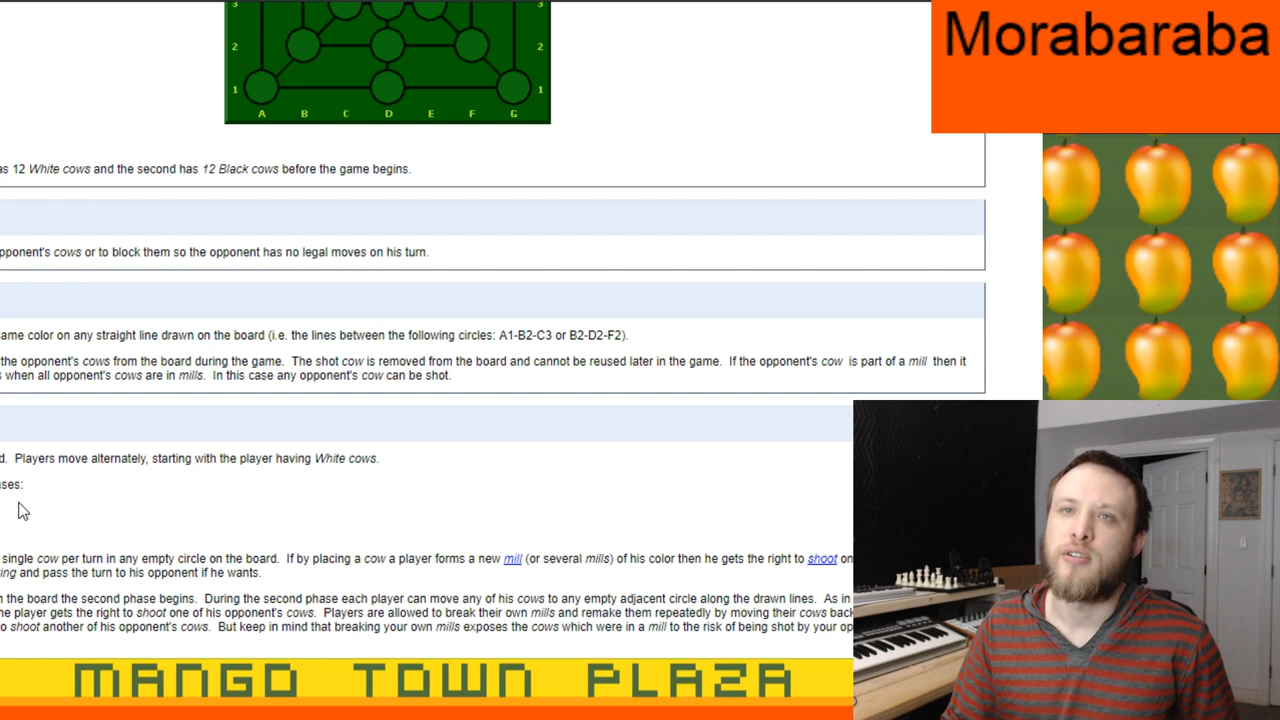 3 3
Morabaraba
2 2
1 1
A B C D E F G
as 12 White cows and the second has 12 Black cows before the game begins.
pponent's cows or to block them so the opponent has no legal moves on his turn.
ame color on any straight line drawn on the board (i.e. the lines between the following circles: A1-B2-C3 or B2-D2-F2).
the opponent's cows from the board during the game. The shot cow is removed from the board and cannot be reused later in the game. If the opponent's cow is part of a mill then it
s when all opponent's cows are in mills. In this case any opponent's cow can be shot.
d. Players move alternately, starting with the player having White cows.
ses:
single cow per turn in any empty circle on the board. If by placing a cow a player forms a new mill (or several mills) of his color then he gets the right to shoot on
ing and pass the turn to his opponent if he wants.
n the board the second phase begins. During the second phase each player can move any of his cows to any empty adjacent circle along the drawn lines. As in
he player gets the right to shoot one of his opponent's cows. Players are allowed to break their own mills and remake them repeatedly by moving their cows back
o shoot another of his opponent's cows. But keep in mind that breaking your own mills exposes the cows which were in a mill to the risk of being shot by your op
MANGO TOWN PLAZA